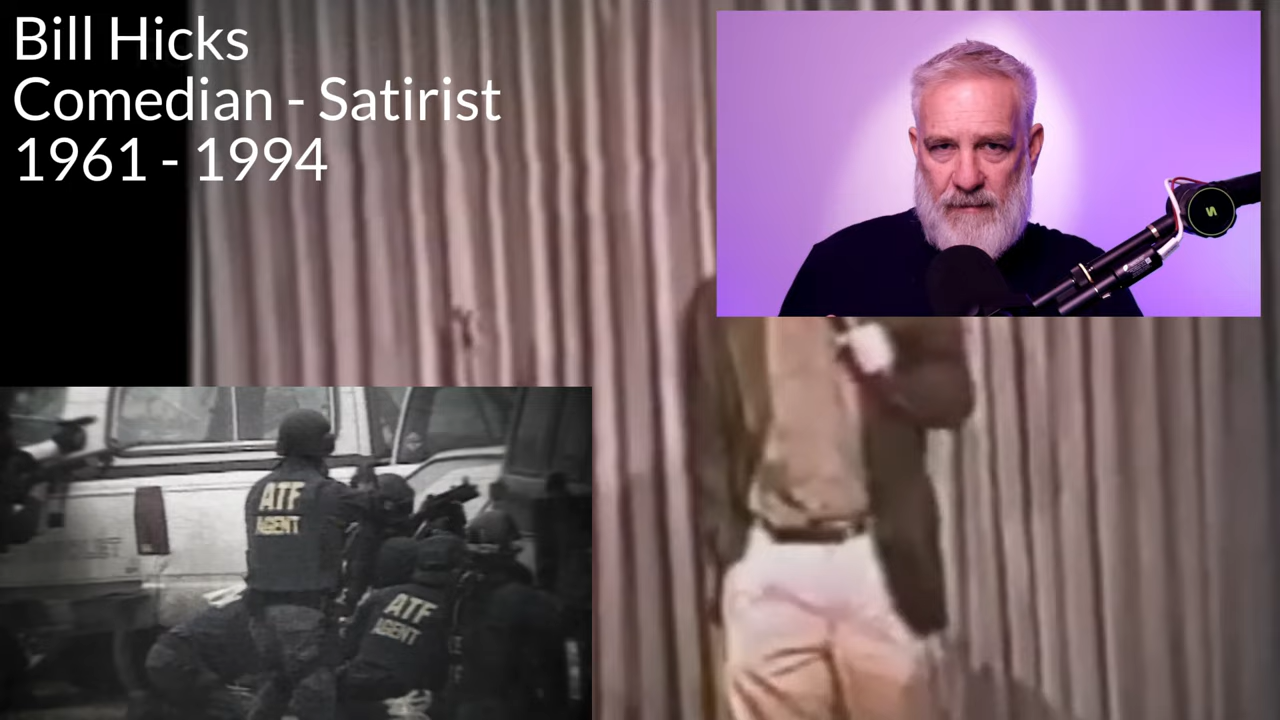 Bill Hicks
Comedian - Satirist
1961 - 1994
ATF
AGENT
ATF
AGENT